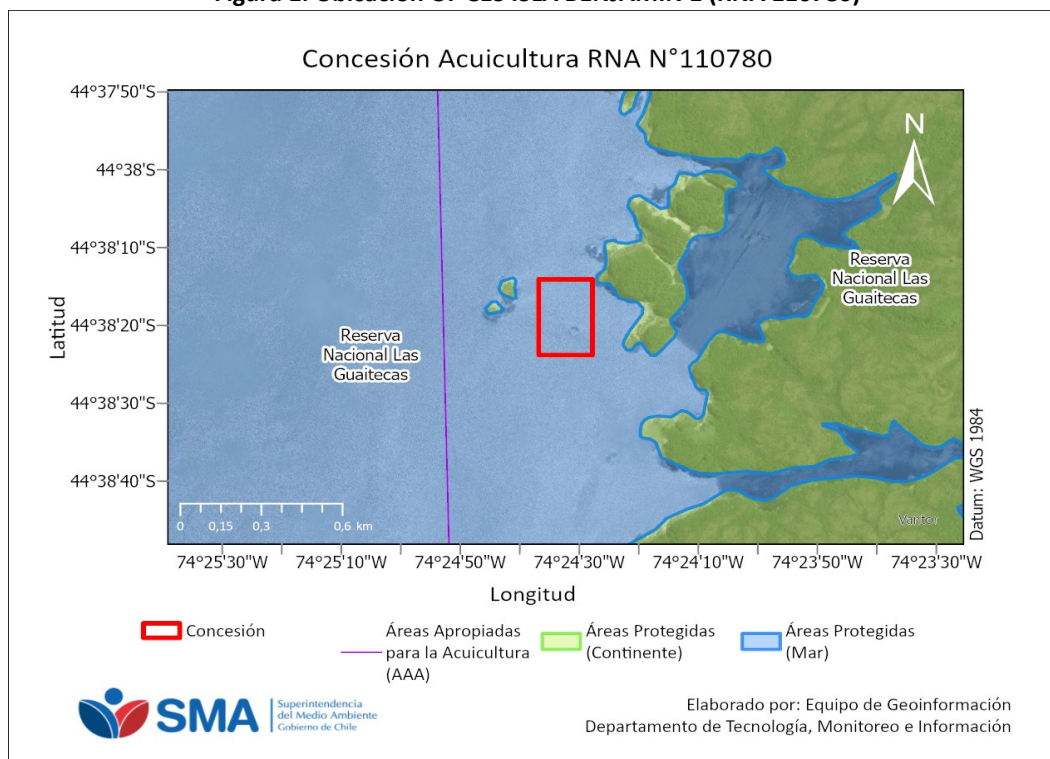 Concesión Acuicultura RNA N°110780
44°37'50"S
44°38'S
44°38'10"S
44°38'20"S
44°38'30"S
44°38'40"S
Latitud
N
Reserva
Nacional Las
Guaitecas
Reserva
Nacional Las
Guaitecas
Datum: WGS 1984
0 0,15 0,3 0,6 km
Vantor
74°25'30"W 74°25'10"W 74°24'50"W 74°24'30"W 74°24'10"W 74°23'50"W 74°23'30"W
Longitud
Concesión
Áreas Apropiadas
para la Acuicultura
(AAA)
Áreas Protegidas
(Continente)
Áreas Protegidas
(Mar)
SMA
Superintendencia
del Medio Ambiente
Gobierno de Chile
Elaborado por: Equipo de Geoinformación
Departamento de Tecnología, Monitoreo e Información